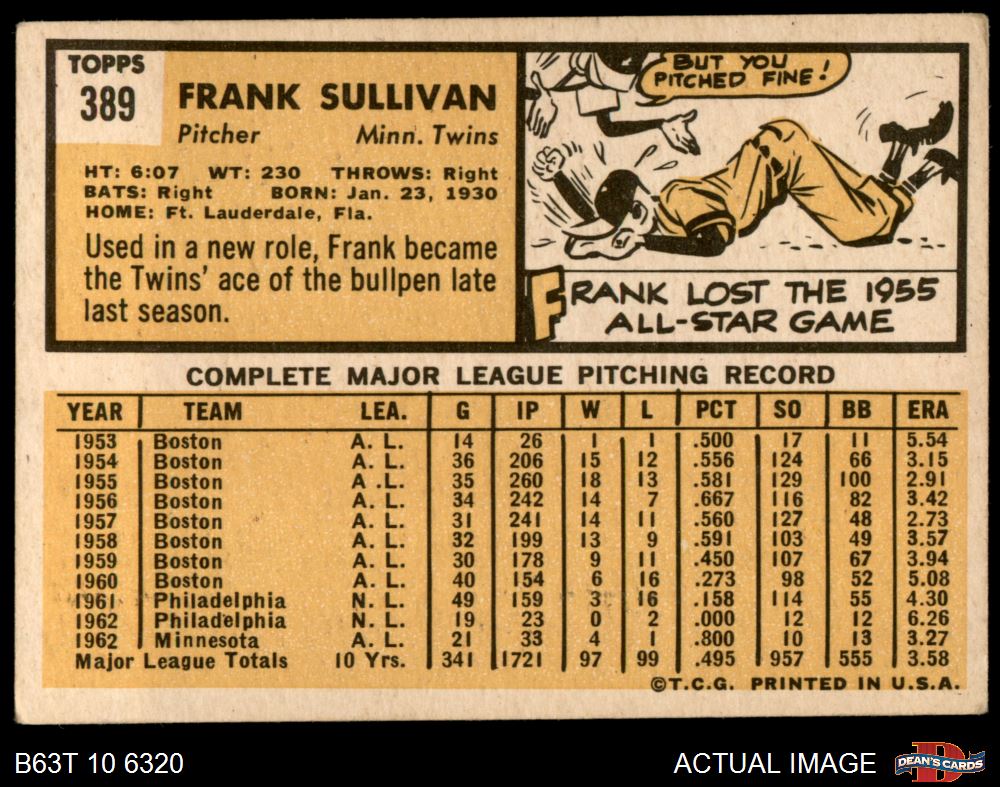 TOPPS
389
FRANK SULLIVAN
Pitcher Minn. Twins
HT: 6:07 WT: 230 THROWS: Right
BATS: Right BORN: Jan. 23, 1930
HOME: Ft. Lauderdale, Fla.
Used in a new role, Frank became
the Twins' ace of the bullpen late
last season.
BUT YOU
PITCHED FINE!
FRANK LOST THE 1955
ALL-STAR GAME
COMPLETE MAJOR LEAGUE PITCHING RECORD
YEAR TEAM LEA. G IP W L PCT SO BB ERA
1953 Boston A. L. 14 26 1 1 .500 17 11 5.54
1954 Boston A. L. 36 206 15 12 .556 124 66 3.15
1955 Boston A. L. 35 260 18 13 .581 129 100 2.91
1956 Boston A. L. 34 242 14 7 .667 116 82 3.42
1957 Boston A. L. 31 241 14 11 .560 127 48 2.73
1958 Boston A. L. 32 199 13 9 .591 103 49 3.57
1959 Boston A. L. 30 178 9 11 .450 107 67 3.94
1960 Boston A. L. 40 154 6 16 .273 98 52 5.08
1961 Philadelphia N. L. 49 159 3 16 .158 114 55 4.30
1962 Philadelphia N. L. 19 23 0 2 .000 12 12 6.26
1962 Minnesota A. L. 21 33 4 1 .800 10 13 3.27
Major League Totals 10 Yrs. 341 1721 97 99 .495 957 555 3.58
©T.C.G. PRINTED IN U.S.A.
B63T 10 6320 ACTUAL IMAGE DEAN'S CARDS